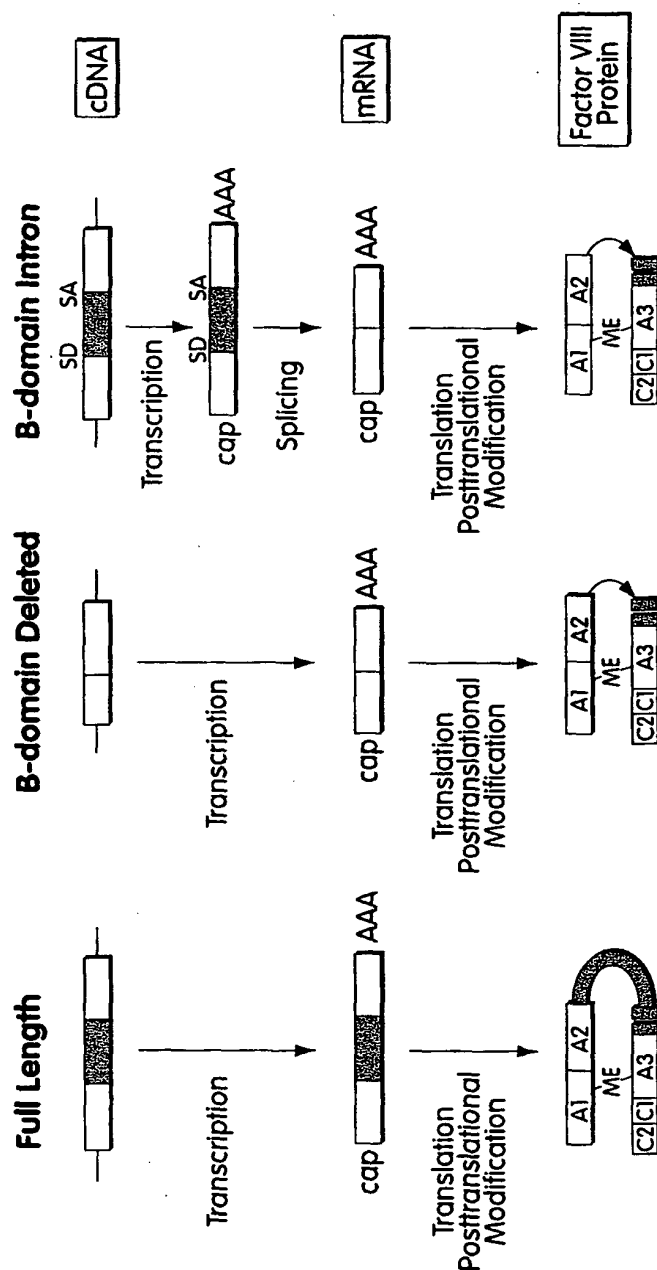 Full Length
B-domain Deleted
B-domain Intron
SD
SA
cDNA
Transcription
Transcription
Transcription
SD
SA
cap
AAA
Splicing
cap
AAA
cap
AAA
cap
AAA
mRNA
Translation
Posttranslational
Modification
Translation
Posttranslational
Modification
Translation
Posttranslational
Modification
A1
A2
ME
C2
C1
A3
A1
A2
ME
C2
C1
A3
A1
A2
ME
C2
C1
A3
Factor VIII
Protein